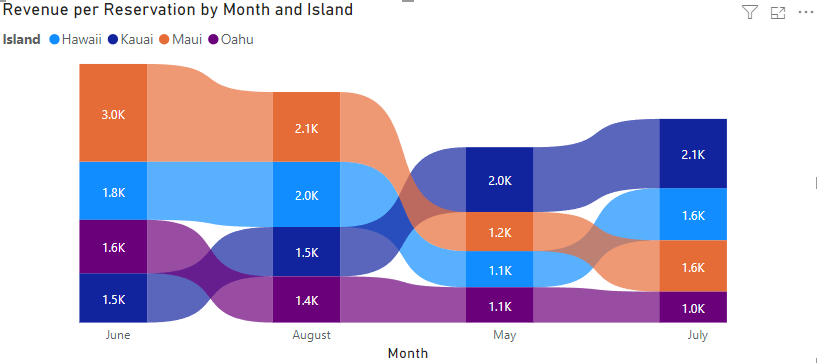 Revenue per Reservation by Month and Island
Island Hawaii Kauai Maui Oahu
3.0K
1.8K
1.6K
1.5K
2.1K
2.0K
1.5K
1.4K
2.0K
1.2K
1.1K
1.1K
2.1K
1.6K
1.6K
1.0K
June August May July
Month